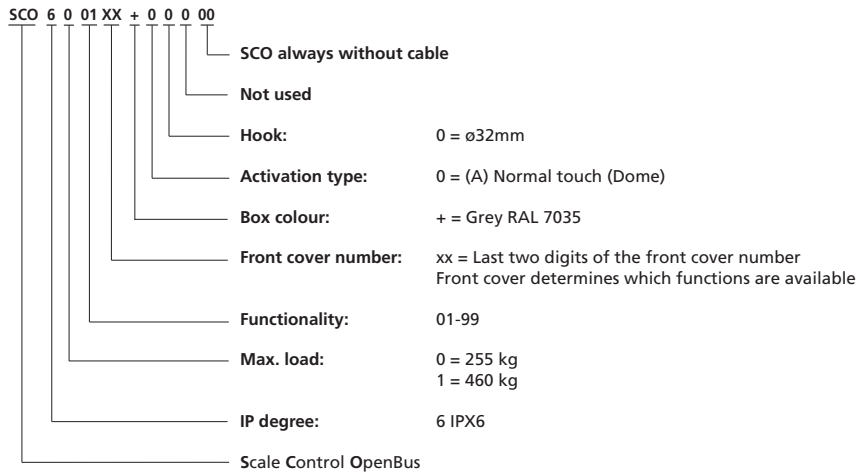 SCO 6 0 01 XX + 0 0 0 00
SCO always without cable
Not used
Hook: 0 = ø32mm
Activation type: 0 = (A) Normal touch (Dome)
Box colour: + = Grey RAL 7035
Front cover number: xx = Last two digits of the front cover number
Front cover determines which functions are available
Functionality: 01-99
Max. load: 0 = 255 kg
1 = 460 kg
IP degree: 6 IPX6
Scale Control OpenBus